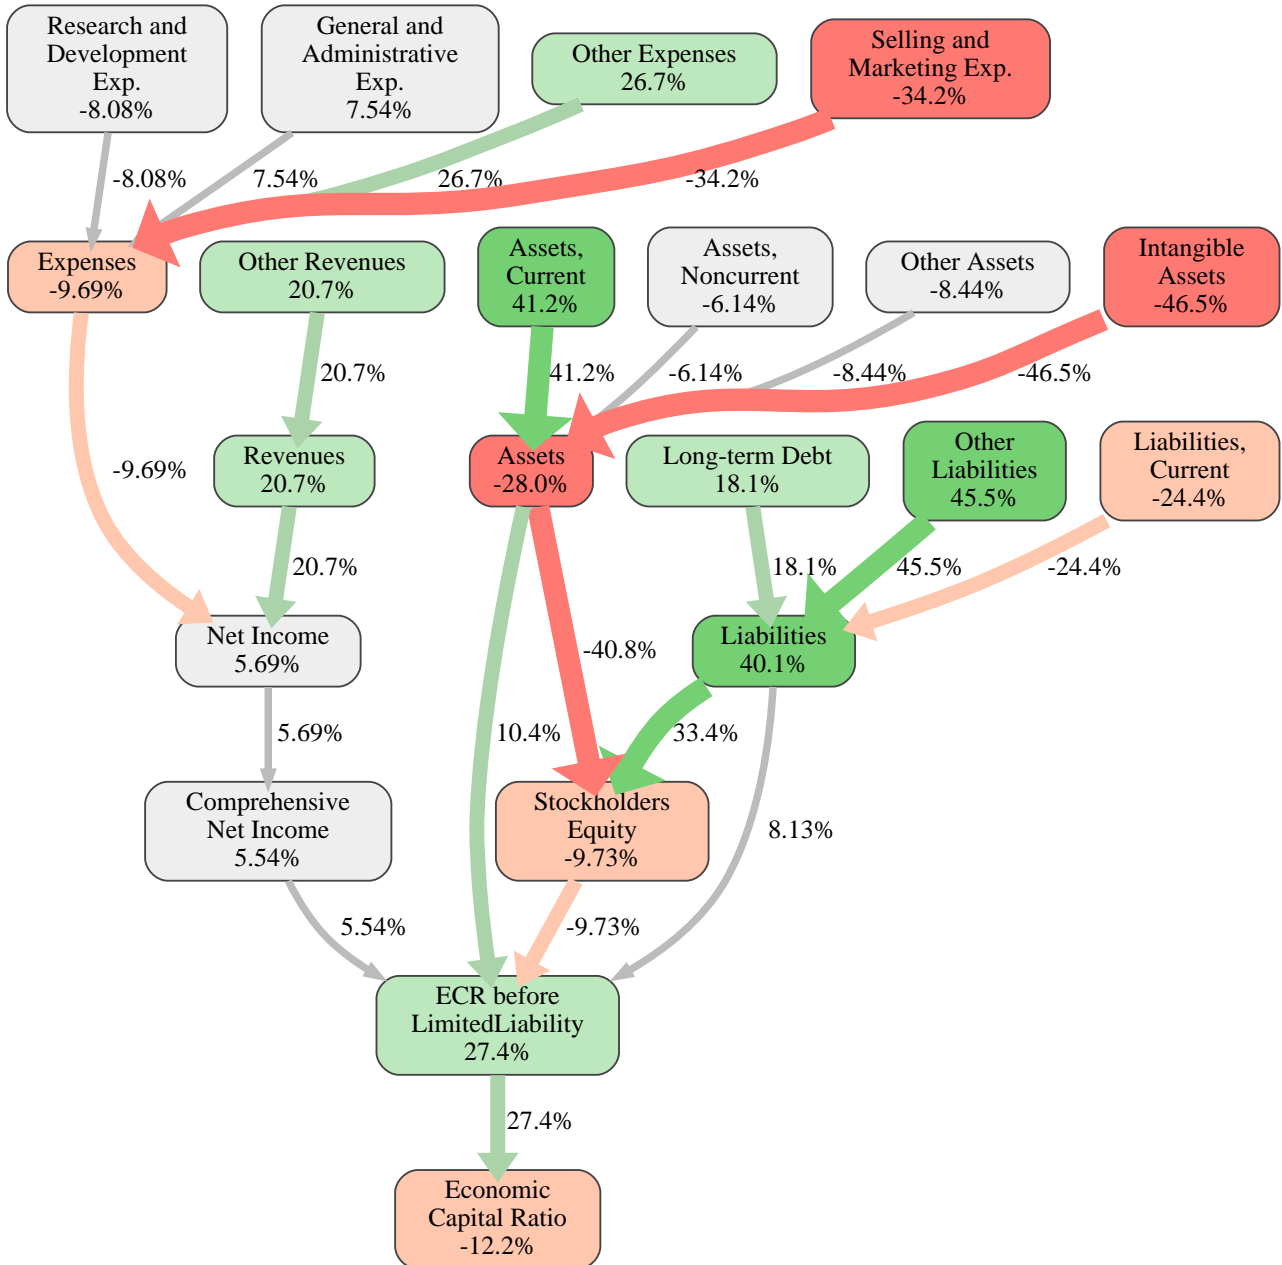 Research and
Development
Exp.
-8.08%
General and
Administrative
Exp.
7.54%
Other Expenses
26.7%
Selling and
Marketing Exp.
-34.2%
-8.08%
7.54%
26.7%
-34.2%
Expenses
-9.69%
Other Revenues
20.7%
Assets,
Current
41.2%
Assets,
Noncurrent
-6.14%
Other Assets
-8.44%
Intangible
Assets
-46.5%
20.7%
41.2%
-6.14%
-8.44%
-46.5%
-9.69%
Revenues
20.7%
Assets
-28.0%
Long-term Debt
18.1%
Other
Liabilities
45.5%
Liabilities,
Current
-24.4%
20.7%
18.1%
45.5%
-24.4%
Net Income
5.69%
-40.8%
Liabilities
40.1%
5.69%
10.4%
33.4%
Comprehensive
Net Income
5.54%
Stockholders
Equity
-9.73%
8.13%
5.54%
-9.73%
ECR before
LimitedLiability
27.4%
27.4%
Economic
Capital Ratio
-12.2%